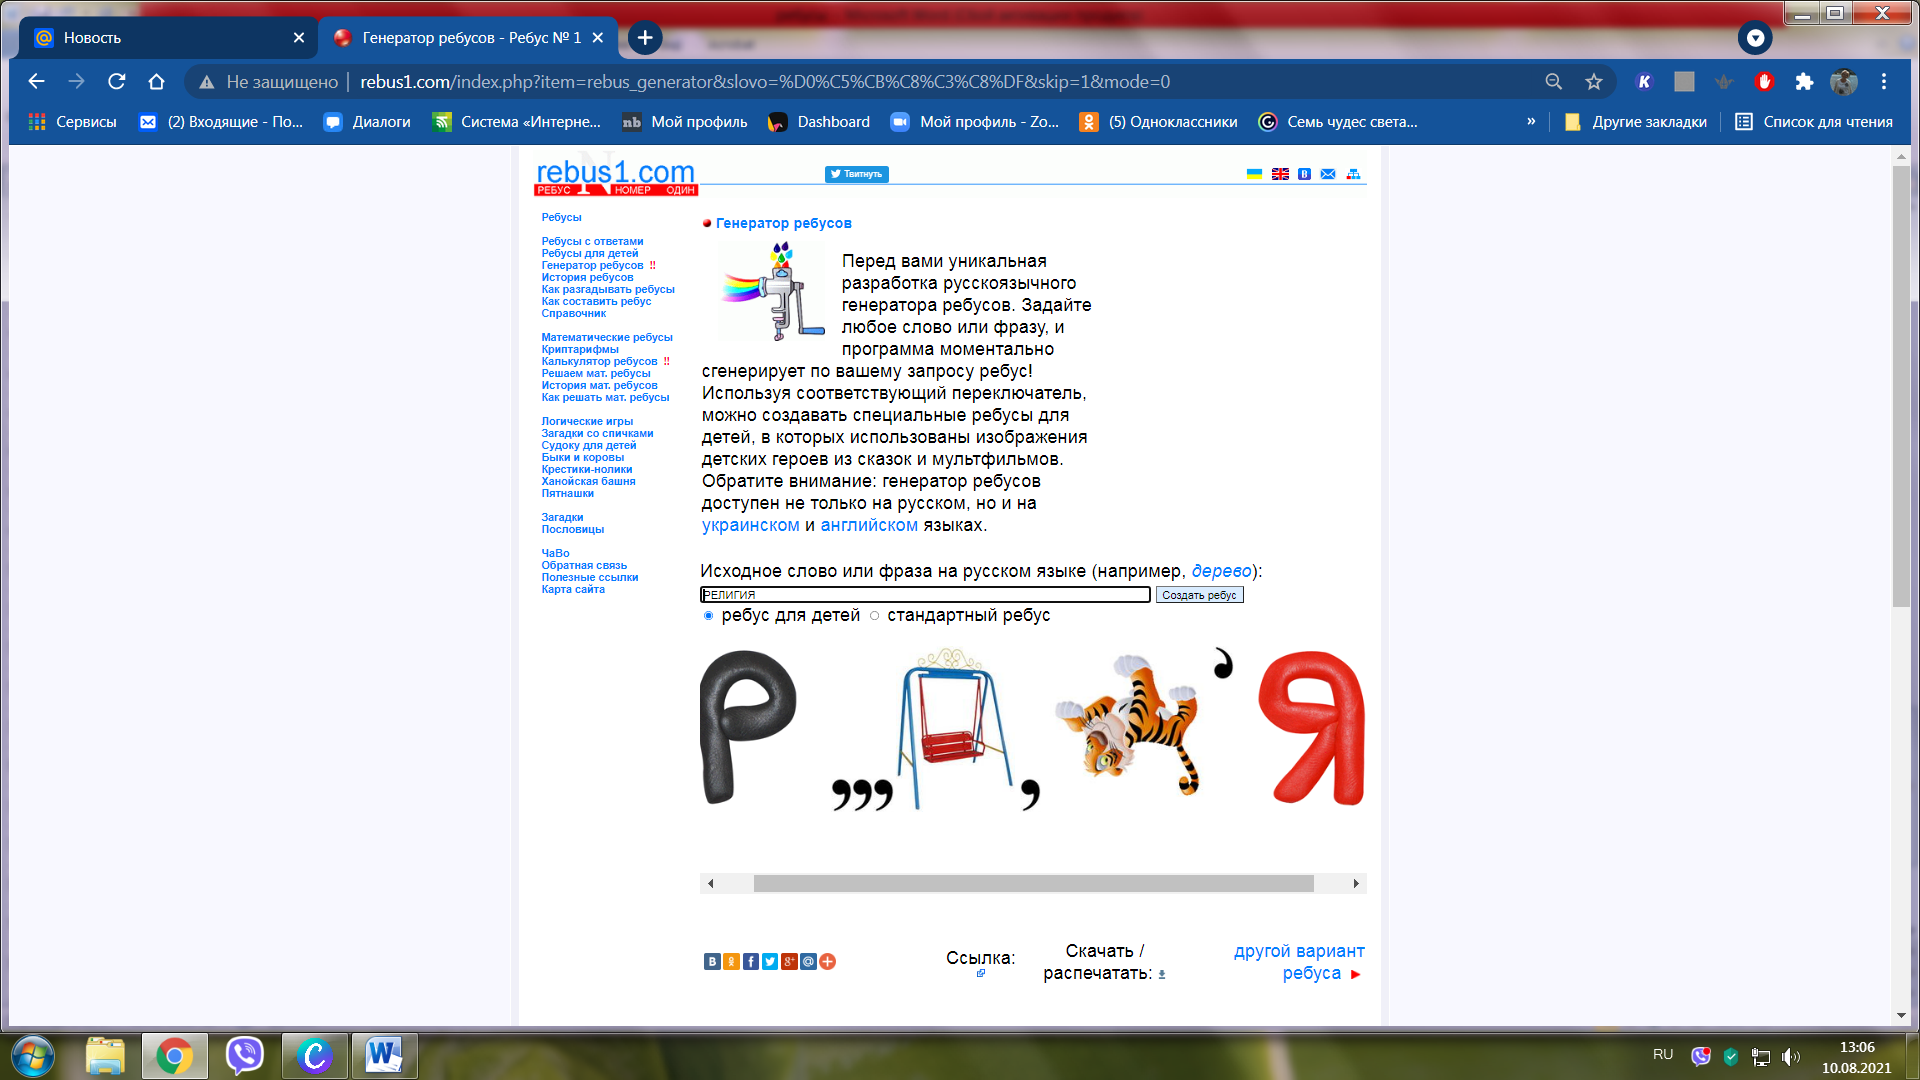 Новость
Генератор ребусов - Ребус № 1
Не защищено
rebus1.com/index.php?item=rebus_generator&slovo=%D0%C5%CB%C8%C3%C8%DF&skip=1&mode=0
Сервисы
(2) Входящие - По...
Диалоги
Система «Интерне...
nb
Мой профиль
Dashboard
Мой профиль - Zo...
(5) Одноклассники
Семь чудес света...
»
Другие закладки
Список для чтения
rebus1.com
РЕБУС НОМЕР ОДИН
Твитнуть
Ребусы
Ребусы с ответами
Ребусы для детей
Генератор ребусов !!
История ребусов
Как разгадывать ребусы
Как составить ребус
Справочник
Математические ребусы
Криптарифмы
Калькулятор ребусов !!
Решаем мат. ребусы
История мат. ребусов
Как решать мат. ребусы
Логические игры
Загадки со спичками
Судоку для детей
Быки и коровы
Крестики-нолики
Ханойская башня
Пятнашки
Загадки
Пословицы
ЧаВо
Обратная связь
Полезные ссылки
Карта сайта
Генератор ребусов
Перед вами уникальная
разработка русскоязычного
генератора ребусов. Задайте
любое слово или фразу, и
программа моментально
сгенерирует по вашему запросу ребус!
Используя соответствующий переключатель,
можно создавать специальные ребусы для
детей, в которых использованы изображения
детских героев из сказок и мультфильмов.
Обратите внимание: генератор ребусов
доступен не только на русском, но и на
украинском и английском языках.
Исходное слово или фраза на русском языке (например, дерево):
РЕЛИГИЯ
Создать ребус
ребус для детей стандартный ребус
Р ,,, , ’ Я
Ссылка:
Скачать /
распечатать:
другой вариант
ребуса
RU
13:06
10.08.2021